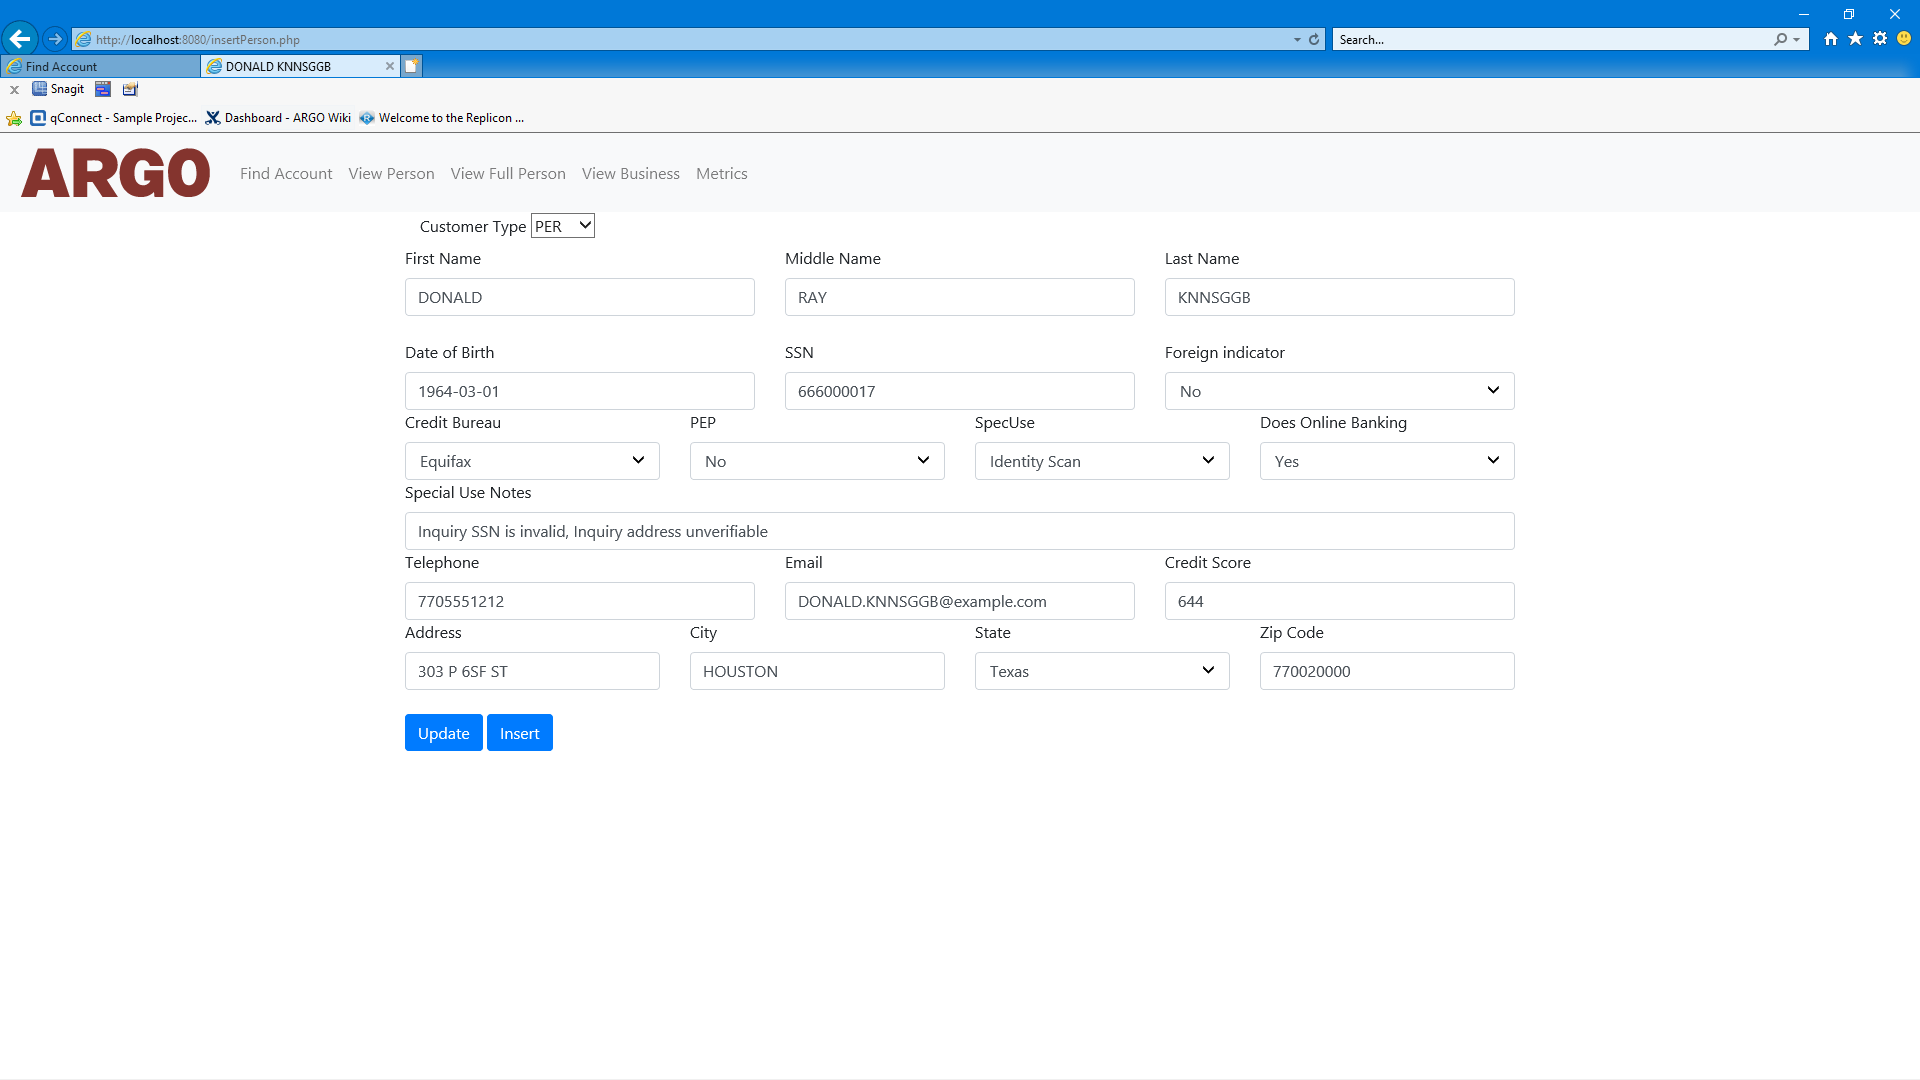 http://localhost:8080/insertPerson.php
Search...
Find Account
DONALD KNNSGGB
Snagit
qConnect - Sample Projec...
Dashboard - ARGO Wiki
Welcome to the Replicon ...
ARGO
Find Account
View Person
View Full Person
View Business
Metrics
Customer Type PER
First Name
Middle Name
Last Name
DONALD
RAY
KNNSGGB
Date of Birth
SSN
Foreign indicator
1964-03-01
666000017
No
Credit Bureau
PEP
SpecUse
Does Online Banking
Equifax
No
Identity Scan
Yes
Special Use Notes
Inquiry SSN is invalid, Inquiry address unverifiable
Telephone
Email
Credit Score
7705551212
DONALD.KNNSGGB@example.com
644
Address
City
State
Zip Code
303 P 6SF ST
HOUSTON
Texas
770020000
Update
Insert